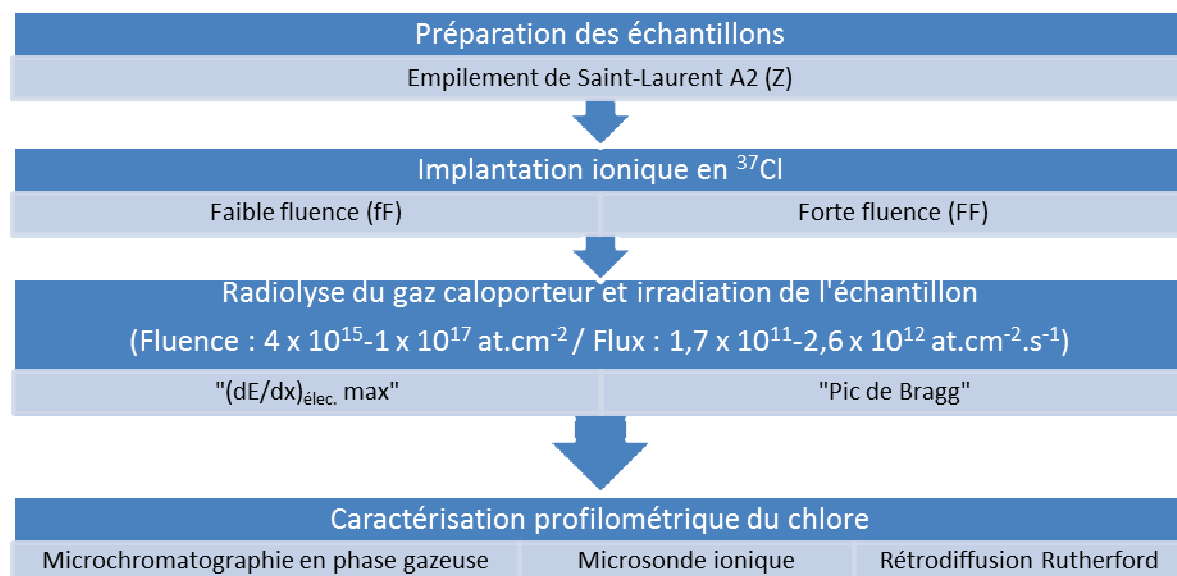 Préparation des échantillons
Empilement de Saint-Laurent A2 (Z)
Implantation ionique en ³⁷Cl
Faible fluence (fF)
Forte fluence (FF)
Radiolyse du gaz caloporteur et irradiation de l'échantillon
(Fluence : 4 x 10¹⁵-1 x 10¹⁷ at.cm⁻² / Flux : 1,7 x 10¹¹-2,6 x 10¹² at.cm⁻².s⁻¹)
"(dE/dx)élec. max"
"Pic de Bragg"
Caractérisation profilométrique du chlore
Microchromatographie en phase gazeuse
Microsonde ionique
Rétrodiffusion Rutherford